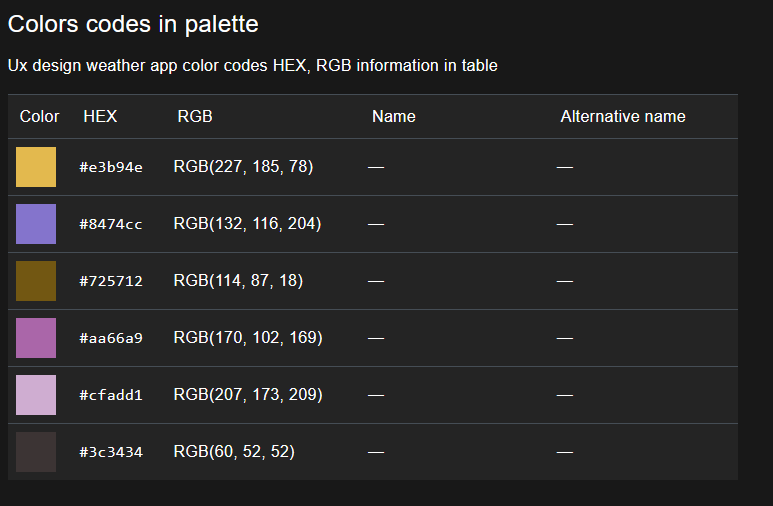 Colors codes in palette
Ux design weather app color codes HEX, RGB information in table
Color HEX RGB Name Alternative name
#e3b94e RGB(227, 185, 78) — —
#8474cc RGB(132, 116, 204) — —
#725712 RGB(114, 87, 18) — —
#aa66a9 RGB(170, 102, 169) — —
#cfadd1 RGB(207, 173, 209) — —
#3c3434 RGB(60, 52, 52) — —